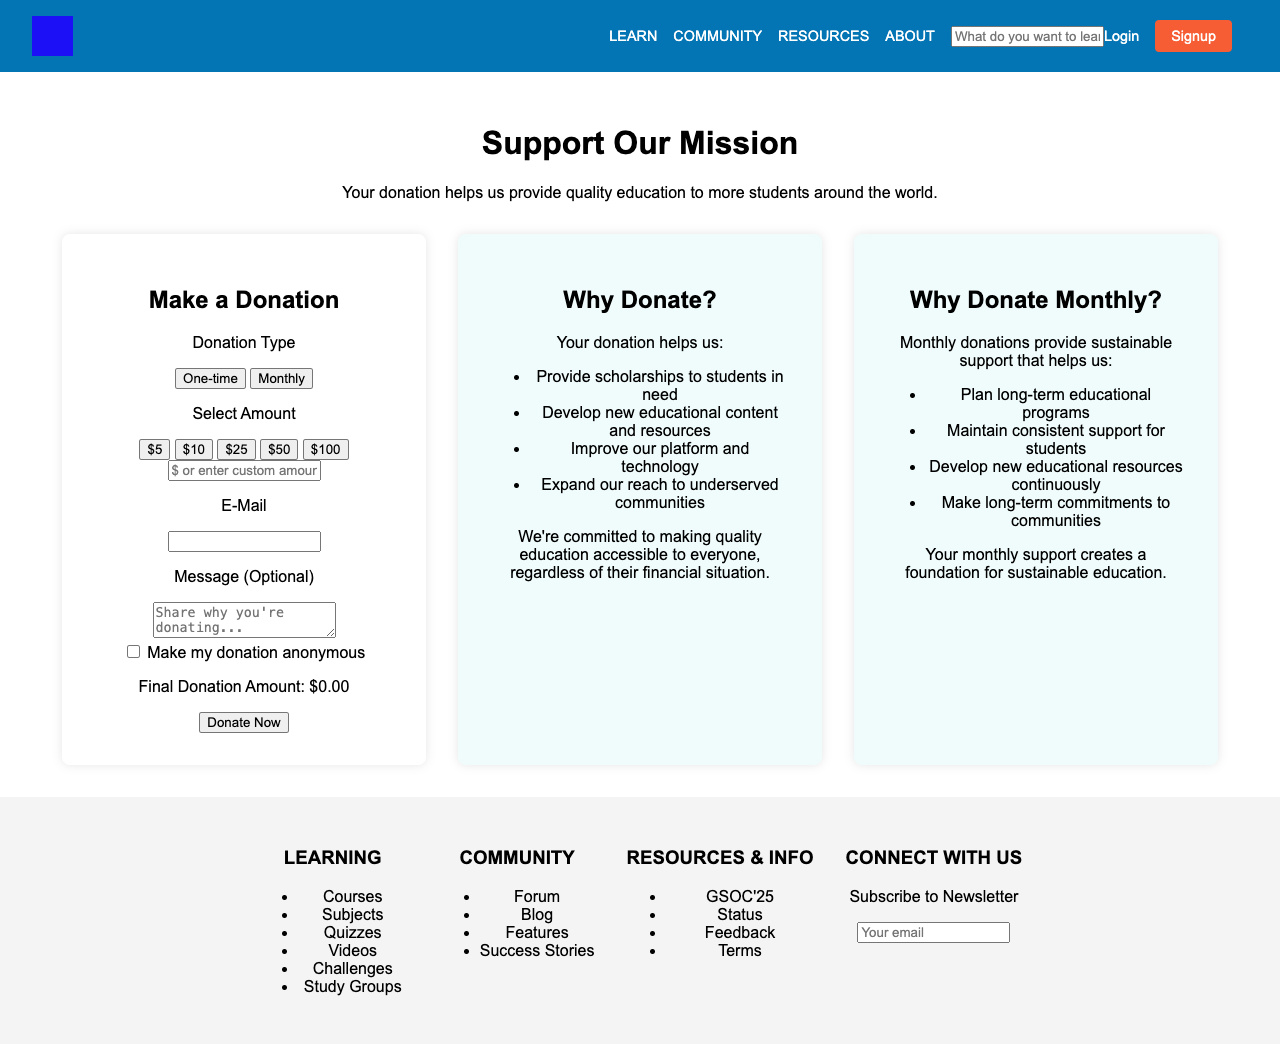 LEARN COMMUNITY RESOURCES ABOUT What do you want to lear Login Signup
Support Our Mission
Your donation helps us provide quality education to more students around the world.
Make a Donation
Donation Type
One-time Monthly
Select Amount
$5 $10 $25 $50 $100
$ or enter custom amour
E-Mail
Message (Optional)
Share why you're
donating...
Make my donation anonymous
Final Donation Amount: $0.00
Donate Now
Why Donate?
Your donation helps us:
• Provide scholarships to students in
need
• Develop new educational content
and resources
• Improve our platform and
technology
• Expand our reach to underserved
communities
We're committed to making quality
education accessible to everyone,
regardless of their financial situation.
Why Donate Monthly?
Monthly donations provide sustainable
support that helps us:
• Plan long-term educational
programs
• Maintain consistent support for
students
• Develop new educational resources
continuously
• Make long-term commitments to
communities
Your monthly support creates a
foundation for sustainable education.
LEARNING
• Courses
• Subjects
• Quizzes
• Videos
• Challenges
• Study Groups
COMMUNITY
• Forum
• Blog
• Features
• Success Stories
RESOURCES & INFO
• GSOC'25
• Status
• Feedback
• Terms
CONNECT WITH US
Subscribe to Newsletter
Your email